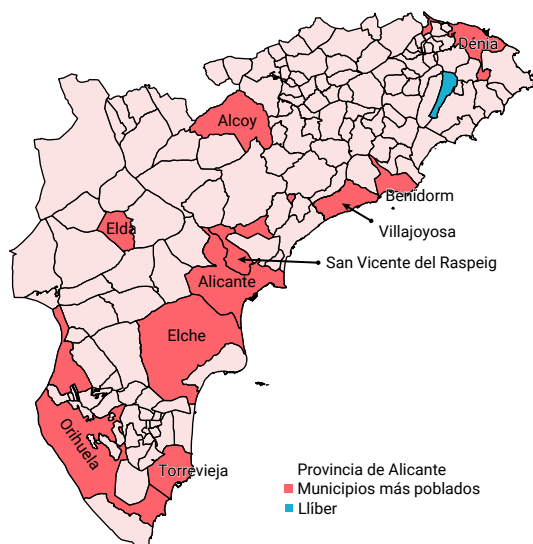 Dénia
Alcoy
Benidorm
Elda
Villajoyosa
San Vicente del Raspeig
Alicante
Elche
Orihuela
Torrevieja
Provincia de Alicante
Municipios más poblados
Llíber